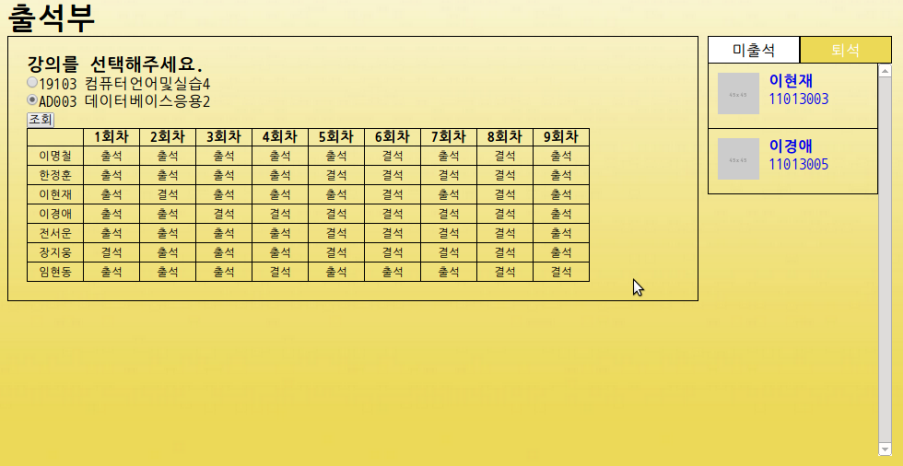 출석부
강의를 선택해주세요.
19103 컴퓨터언어및실습4
AD003 데이터베이스응용2
조회
1회차 2회차 3회차 4회차 5회차 6회차 7회차 8회차 9회차
이명철 출석 출석 출석 출석 출석 결석 출석 결석 출석
한정훈 출석 출석 출석 출석 결석 결석 결석 결석 출석
이현재 출석 결석 출석 출석 출석 출석 출석 출석 출석
이경애 출석 출석 결석 결석 결석 결석 결석 결석 출석
전서운 출석 출석 출석 출석 결석 결석 출석 결석 출석
장지웅 결석 출석 출석 결석 출석 결석 결석 결석 출석
임현동 출석 출석 출석 결석 출석 출석 출석 결석 결석
미출석 퇴석
이현재
11013003
이경애
11013005